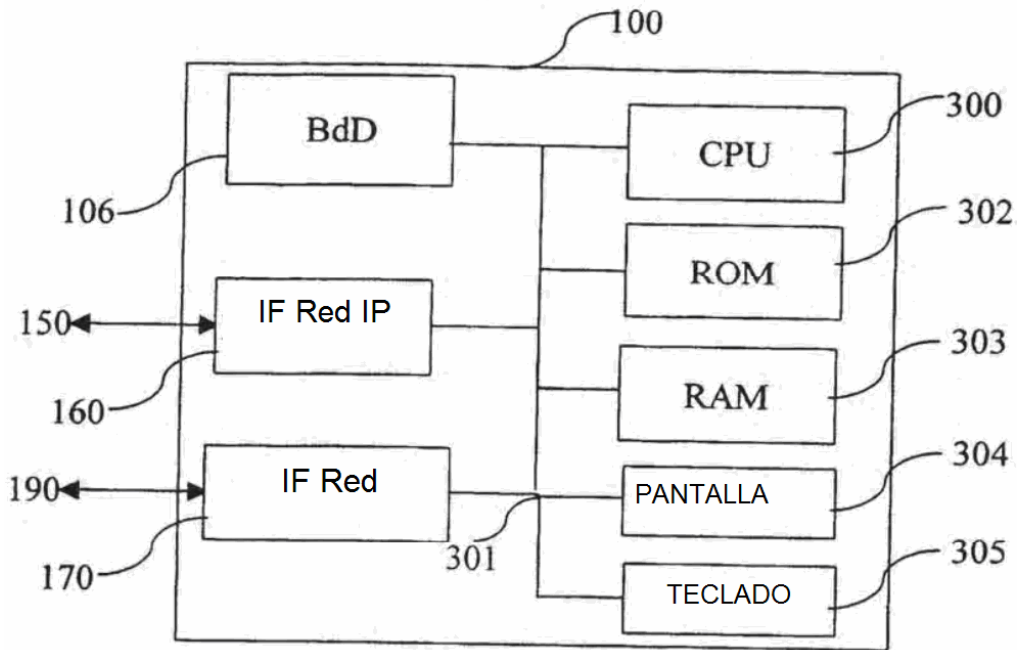 100
BdD
CPU
300
106
302
ROM
150
IF Red IP
303
160
RAM
190
IF Red
304
PANTALLA
301
170
305
TECLADO